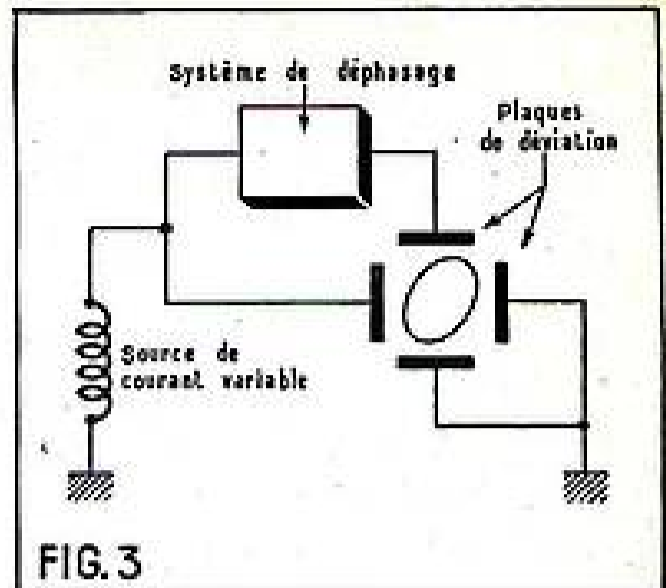 Système de déphasage
Plaques
de déviation
Source de
courant variable
FIG. 3